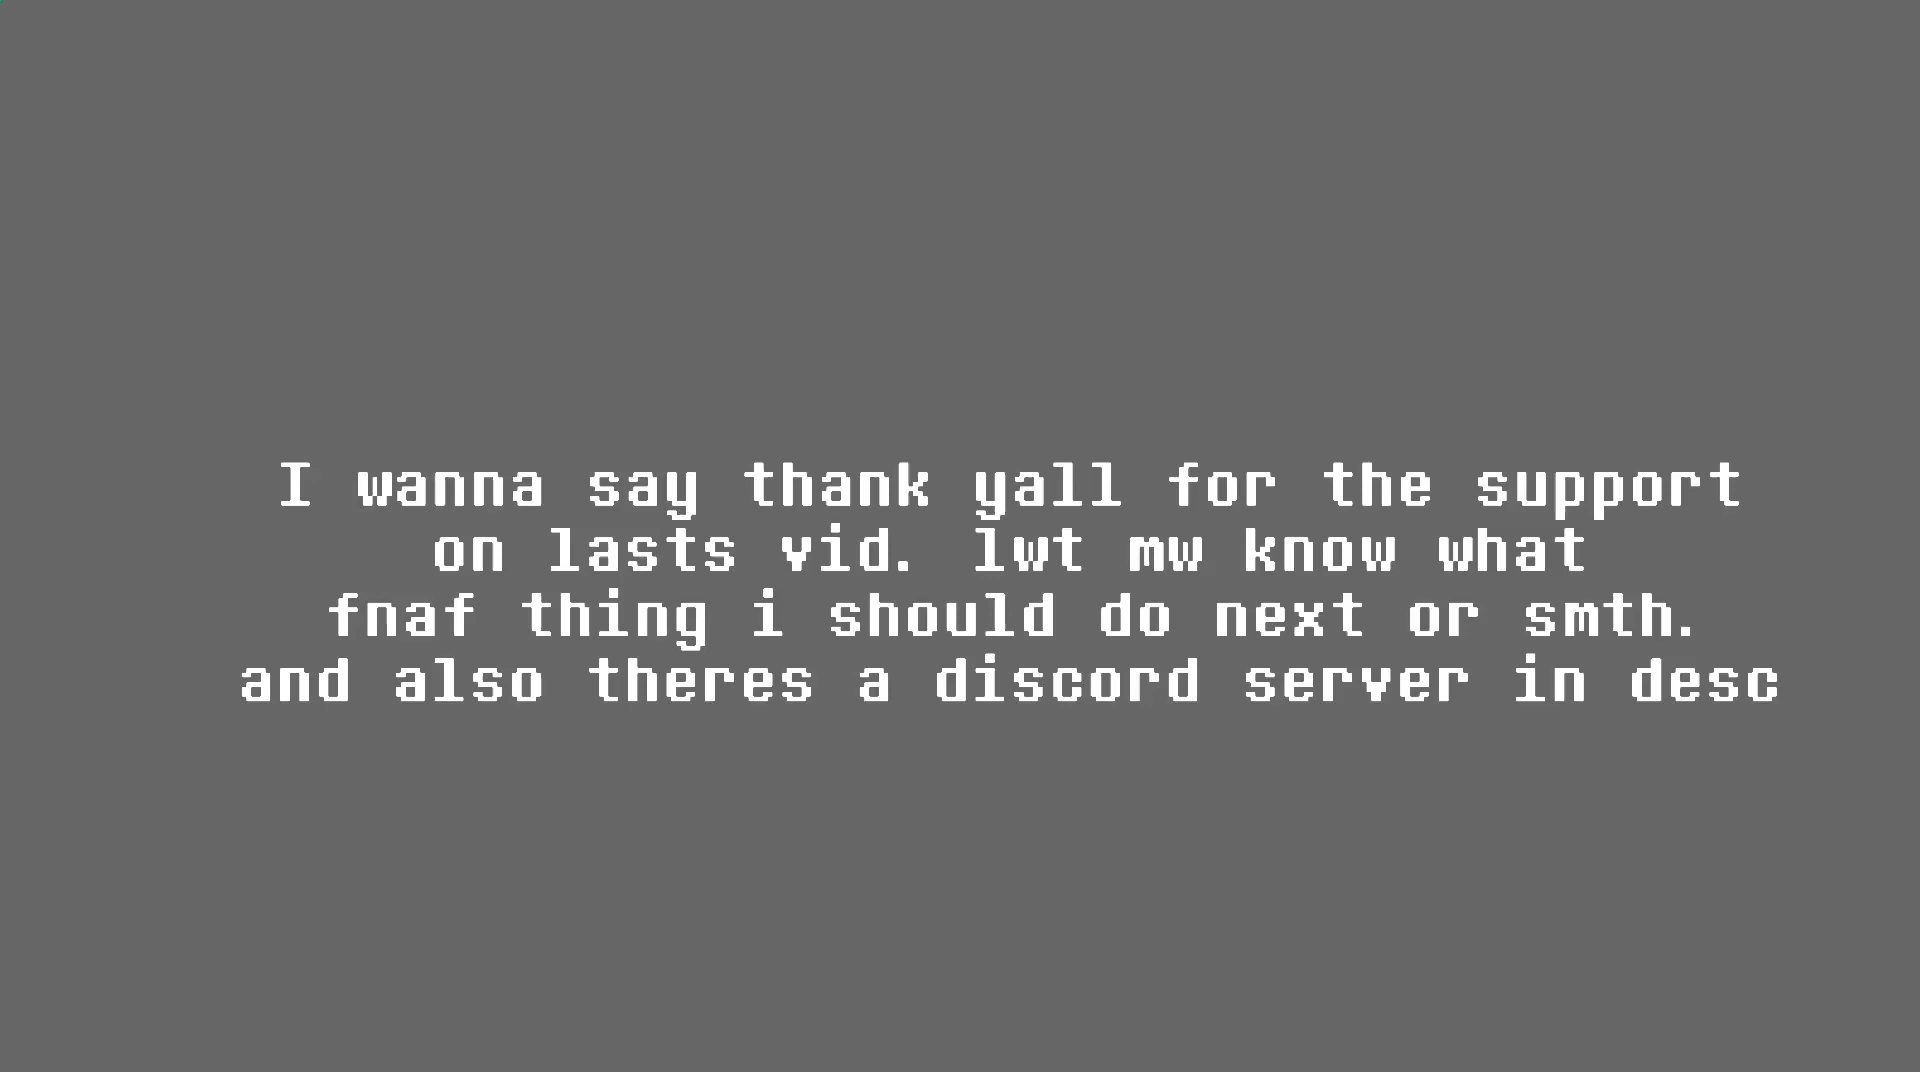 I wanna say thank yall for the support
on lasts vid. lwt mw know what
fnaf thing i should do next or smth.
and also theres a discord server in desc